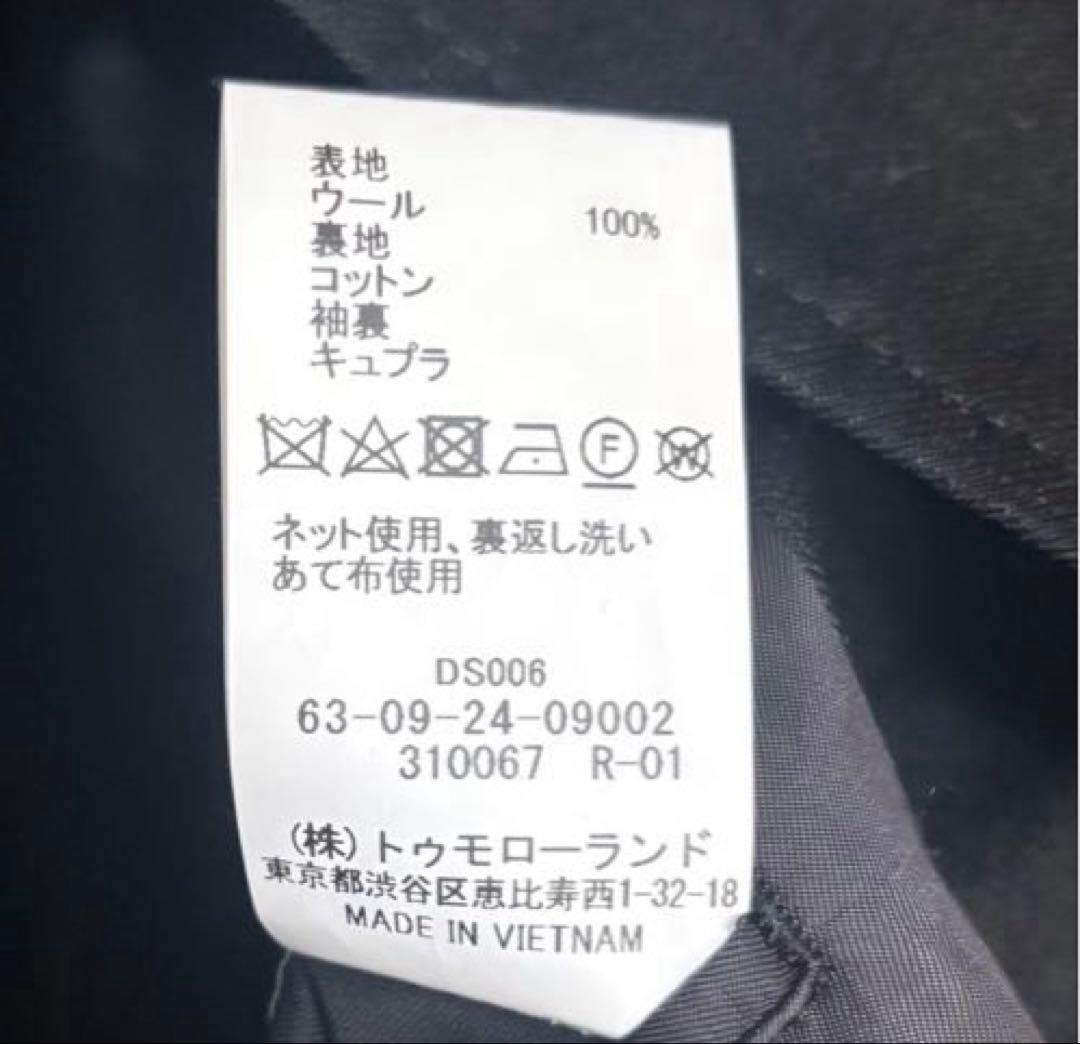 表地
ウール 100%
裏地
コットン
袖裏
キュプラ
F W
ネット使用、裏返し洗い
あて布使用
DS006
63-09-24-09002
310067 R-01
(株)トゥモローランド
東京都渋谷区恵比寿西1-32-18
MADE IN VIETNAM